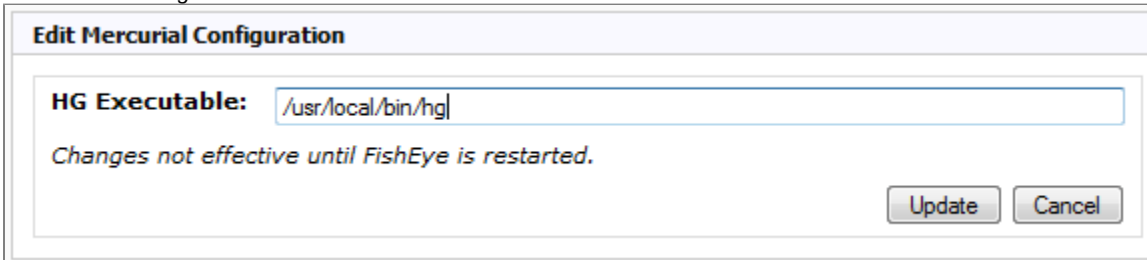 Edit Mercurial Configuration
HG Executable: /usr/local/bin/hg
Changes not effective until FishEye is restarted.
Update Cancel